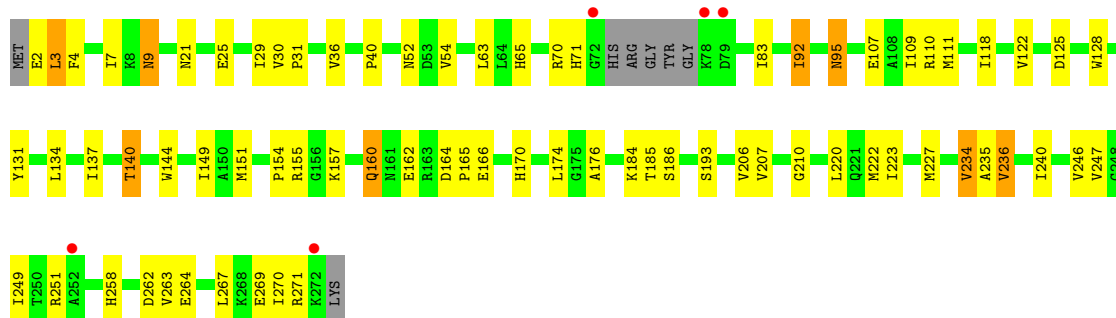 MET E2 L3 F4 I7 K8 N9 N21 E25 I29 V30 P31 V36 P40 N52 D53 V54 L63 L64 H65 R70 H71 G72 HIS ARG GLY TYR GLY K78 D79 I83 I92 N95 E107 A108 I109 R110 M111 I118 V122 D125 W128
Y131 L134 I137 T140 W144 I149 A150 M151 P154 R155 G156 K157 Q160 N161 E162 R163 D164 P165 E166 H170 L174 G175 A176 K184 T185 S186 S193 V206 V207 G210 L220 Q221 M222 I223 M227 V234 A235 V236 I240 V246 V247 G248
I249 T250 R251 A252 H258 D262 V263 E264 L267 K268 E269 I270 R271 K272 LYS